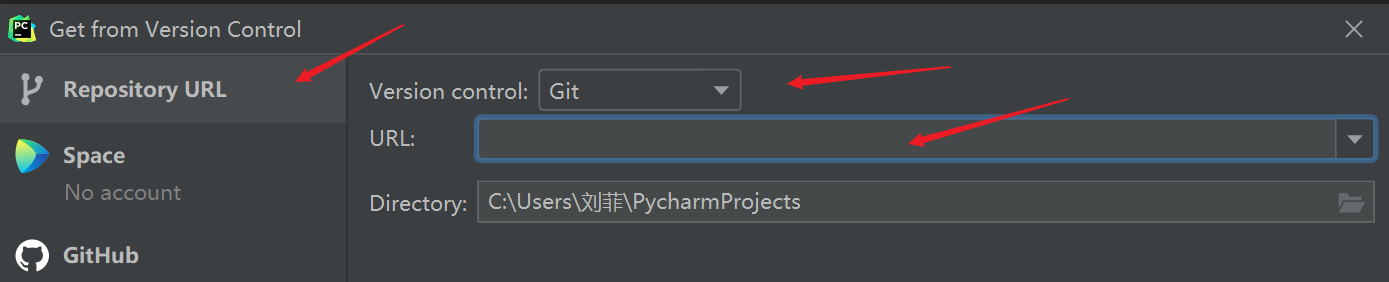 PC
Get from Version Control
Repository URL
Version control: Git
URL:
Space
No account
Directory: C:\Users\刘菲\PycharmProjects
GitHub